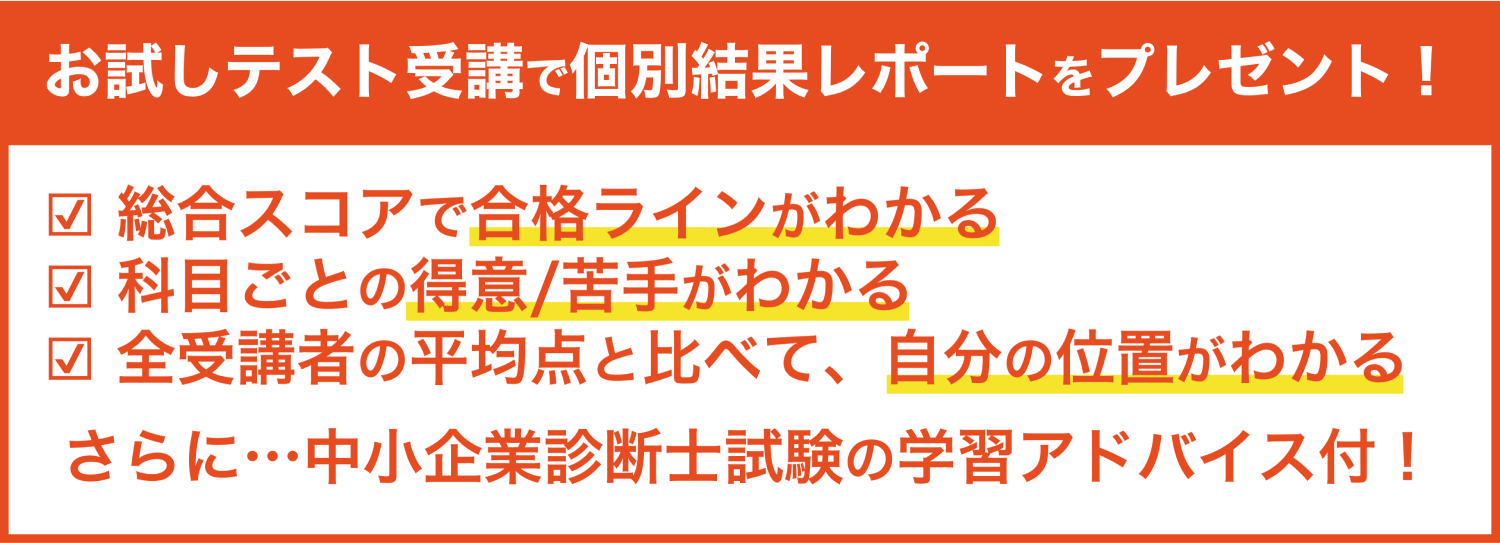 お試しテスト受講で個別結果レポートをプレゼント！
☑ 総合スコアで合格ラインがわかる
☑ 科目ごとの得意/苦手がわかる
☑ 全受講者の平均点と比べて、自分の位置がわかる
さらに…中小企業診断士試験の学習アドバイス付！